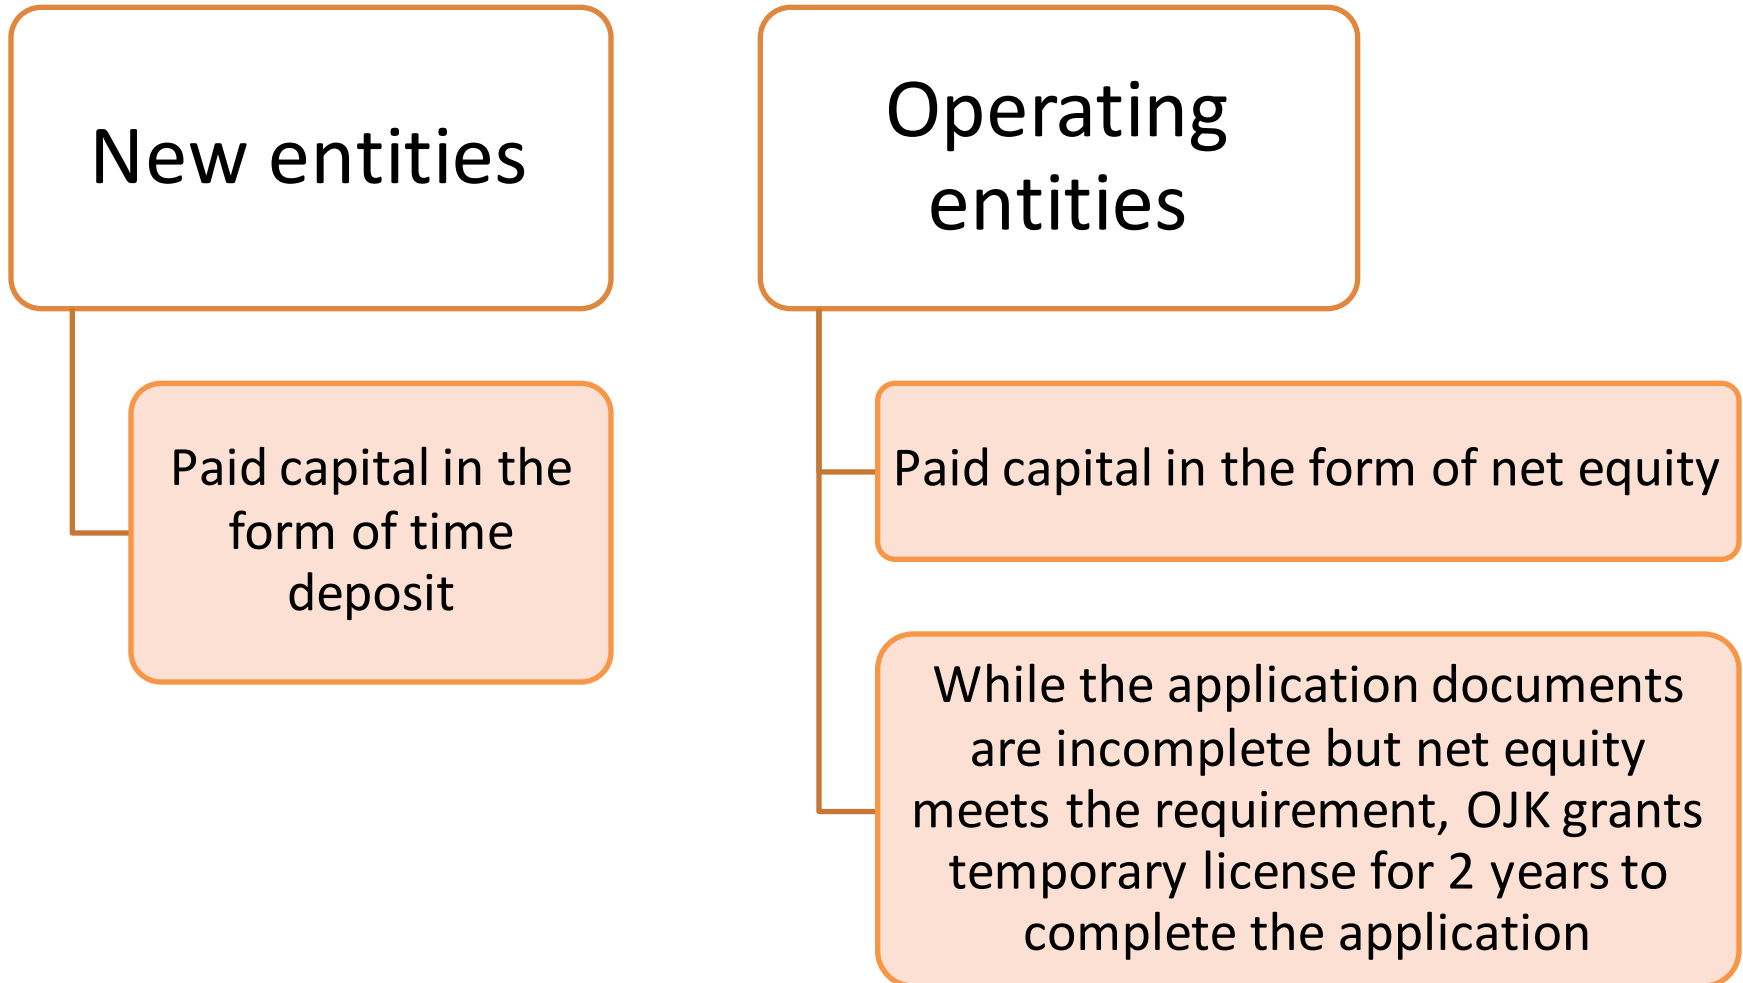 New entities
Paid capital in the
form of time
deposit
Operating
entities
Paid capital in the form of net equity
While the application documents
are incomplete but net equity
meets the requirement, OJK grants
temporary license for 2 years to
complete the application